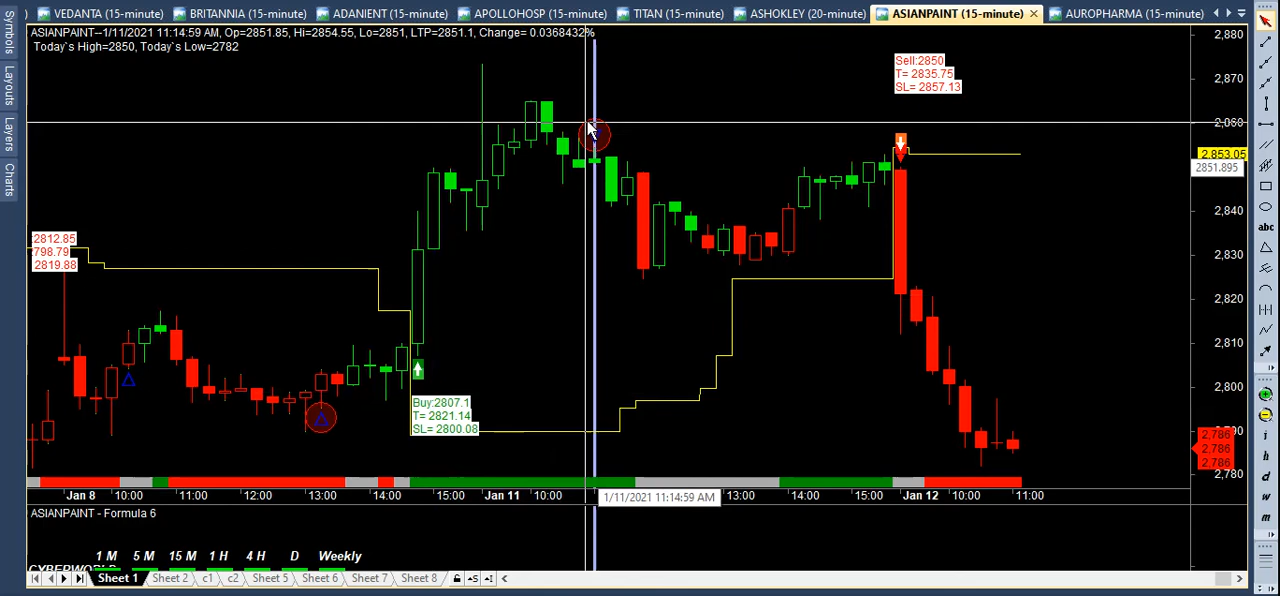 VEDANTA (15-minute) BRITANNIA (30-minute) ADANIENT (15-minute) APOLLOHOSP (15-minute) TITAN (15-minute) ASHOKLEY (20-minute) ASIANPAINT (15-minute) AUROPHARMA (15-minute)
ASIANPAINT--1/11/2021 11:14:59 AM, Op=2851.85, Hi=2854.55, Lo=2851, LTP=2851.1, Change= 0.0368432%
Today`s High=2850, Today`s Low=2782
Symbols
Layouts
Layers
Charts
Sell:2850
T= 2835.75
SL= 2857.13
:2812.85
798.79
2819.88
Buy:2807.1
T= 2821.14
SL= 2800.08
2,880
2,870
2,860
2,853.05
2851.895
2,840
2,830
2,820
2,810
2,800
2,790
2,786
2,786
2,786
2,780
abc
i
h
d
w
m
Jan 8 10:00 11:00 12:00 13:00 14:00 15:00 Jan 11 10:00 1/11/2021 11:14:59 AM 13:00 14:00 15:00 Jan 12 10:00 11:00
ASIANPAINT - Formula 6
1 M 5 M 15 M 1 H 4 H D Weekly
Sheet 1 Sheet 2 c1 c2 Sheet 5 Sheet 6 Sheet 7 Sheet 8